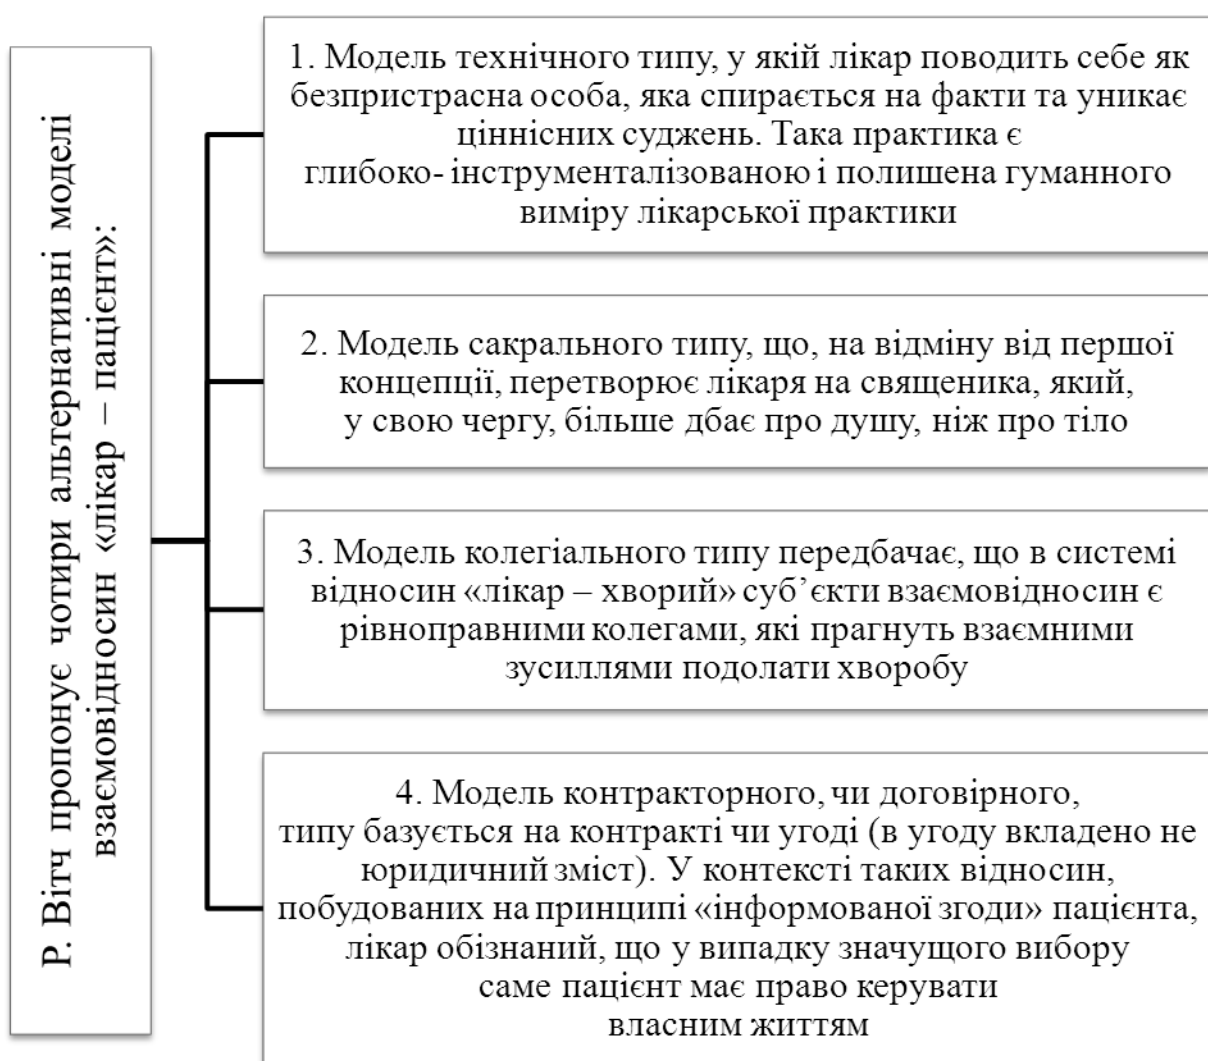 Р. Вітч пропонує чотири альтернативні моделі
взаємовідносин «лікар – пацієнт»:
1. Модель технічного типу, у якій лікар поводить себе як
безпристрасна особа, яка спирається на факти та уникає
ціннісних суджень. Така практика є
глибоко- інструменталізованою і полишена гуманного
виміру лікарської практики
2. Модель сакрального типу, що, на відміну від першої
концепції, перетворює лікаря на священика, який,
у свою чергу, більше дбає про душу, ніж про тіло
3. Модель колегіального типу передбачає, що в системі
відносин «лікар – хворий» суб’єкти взаємовідносин є
рівноправними колегами, які прагнуть взаємними
зусиллями подолати хворобу
4. Модель контракторного, чи договірного,
типу базується на контракті чи угоді (в угоду вкладено не
юридичний зміст). У контексті таких відносин,
побудованих на принципі «інформованої згоди» пацієнта,
лікар обізнаний, що у випадку значущого вибору
саме пацієнт має право керувати
власним життям